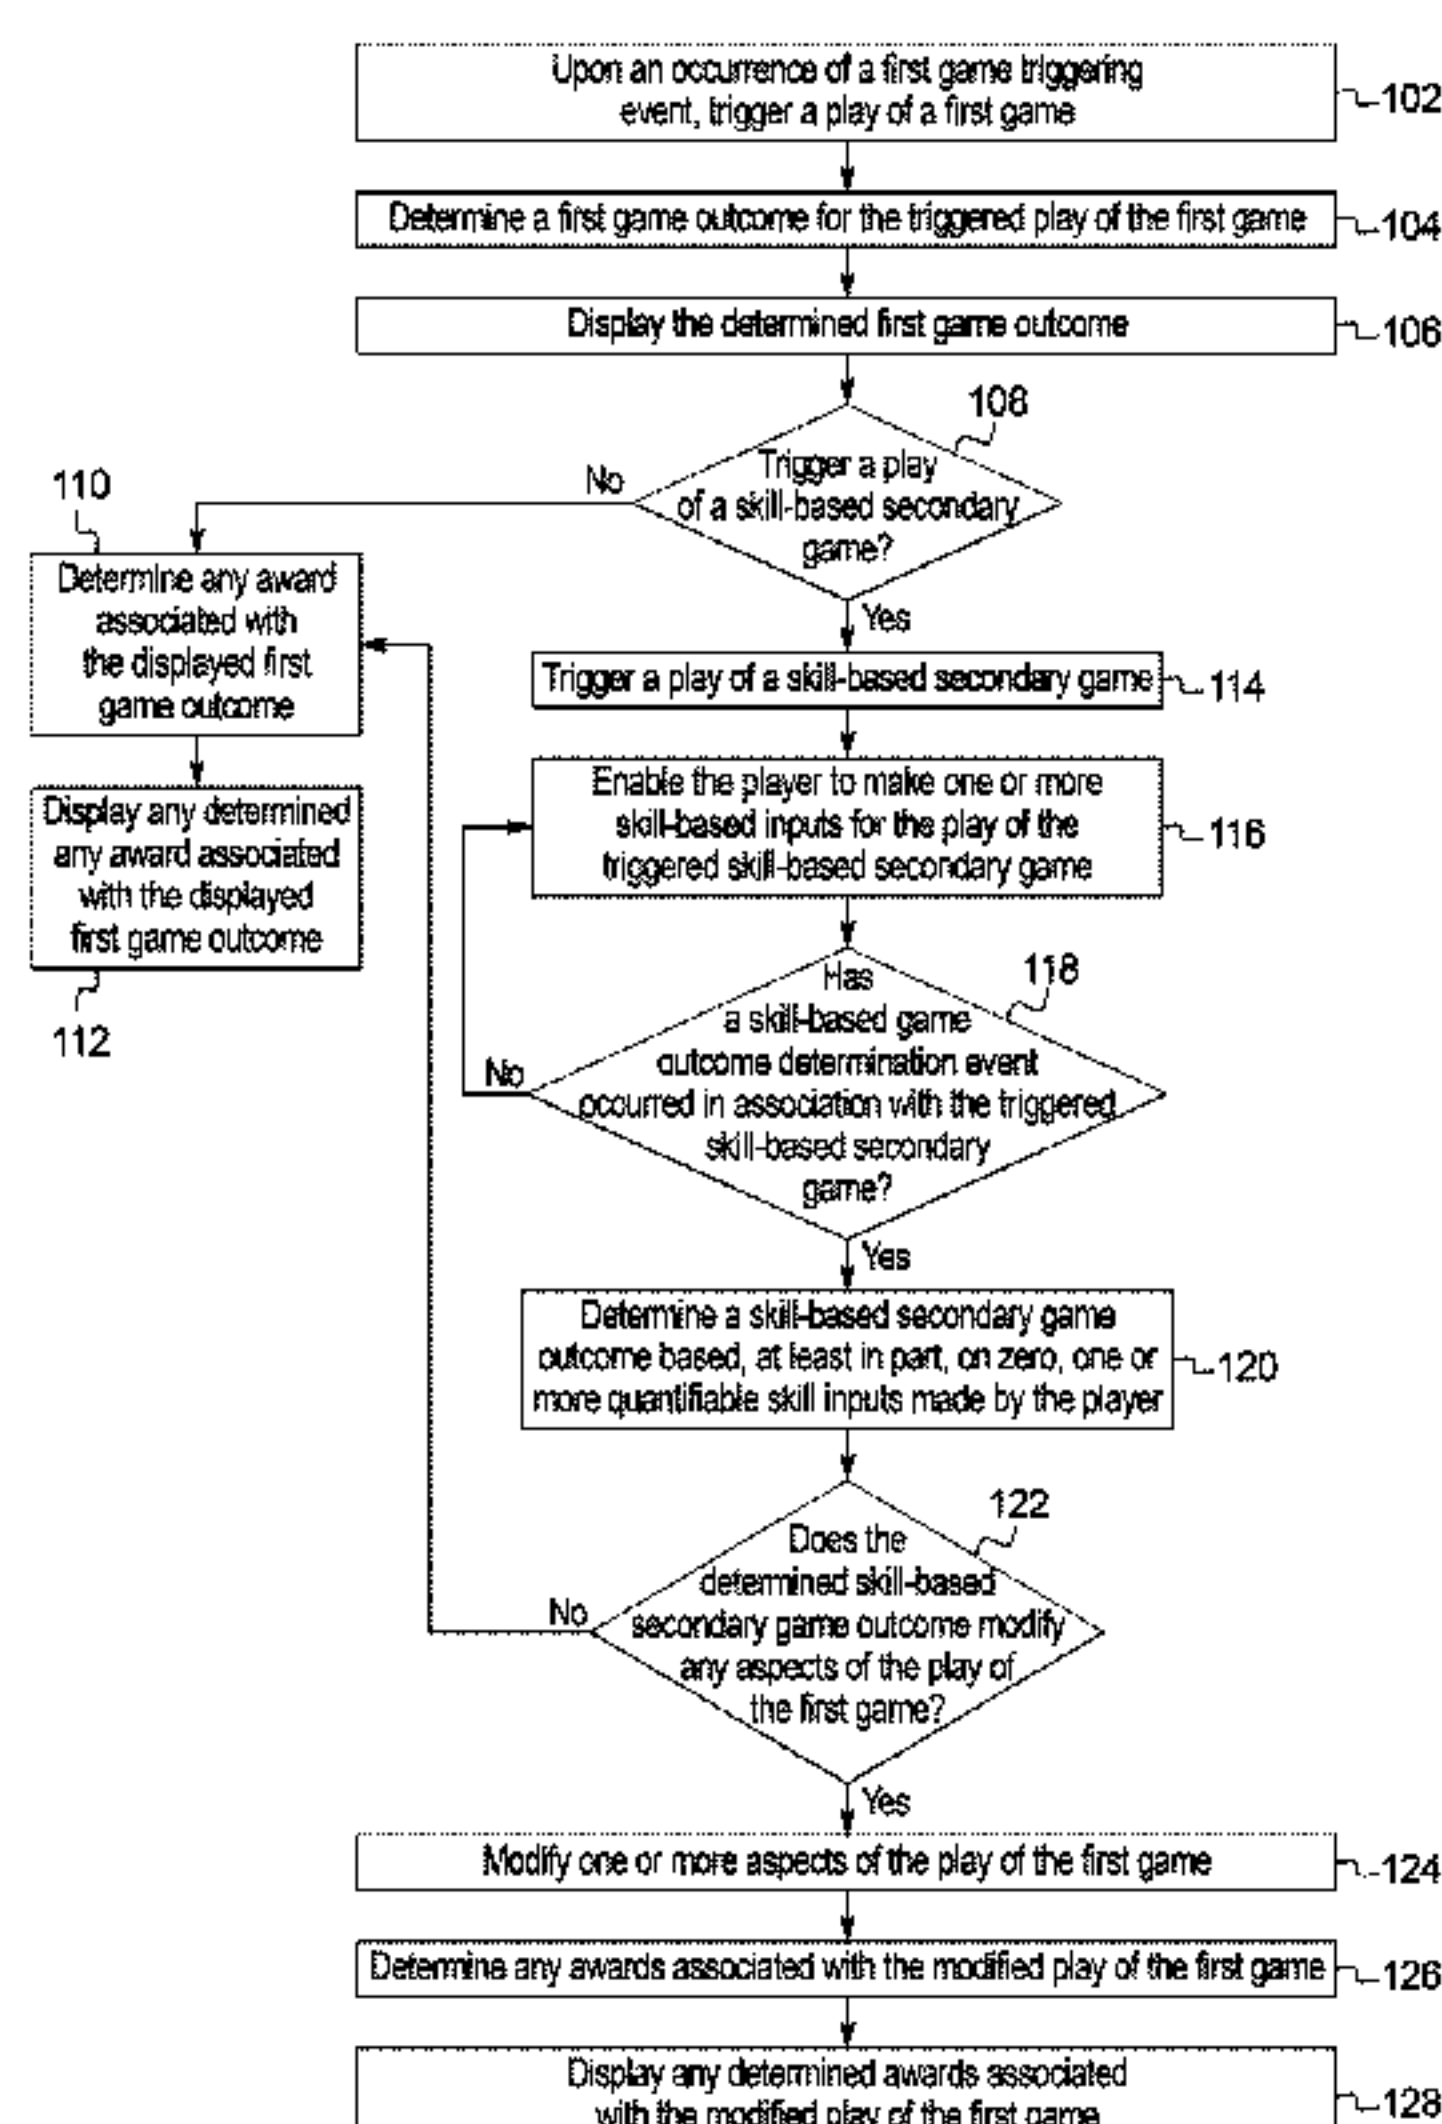 Upon an occurrence of a first game triggering
event, trigger a play of a first game
102
Determine a first game outcome for the triggered play of the first game
104
Display the determined first game outcome
106
108
Trigger a play
of a skill-based secondary
game?
No
Yes
110
Determine any award
associated with
the displayed first
game outcome
Display any determined
any award associated
with the displayed
first game outcome
112
Trigger a play of a skill-based secondary game
114
Enable the player to make one or more
skill-based inputs for the play of the
triggered skill-based secondary game
116
118
Has
a skill-based game
outcome determination event
occurred in association with the triggered
skill-based secondary
game?
No
Yes
Determine a skill-based secondary game
outcome based, at least in part, on zero, one or
more quantifiable skill inputs made by the player
120
122
Does the
determined skill-based
secondary game outcome modify
any aspects of the play of
the first game?
No
Yes
Modify one or more aspects of the play of the first game
124
Determine any awards associated with the modified play of the first game
126
Display any determined awards associated
with the modified play of the first game
128